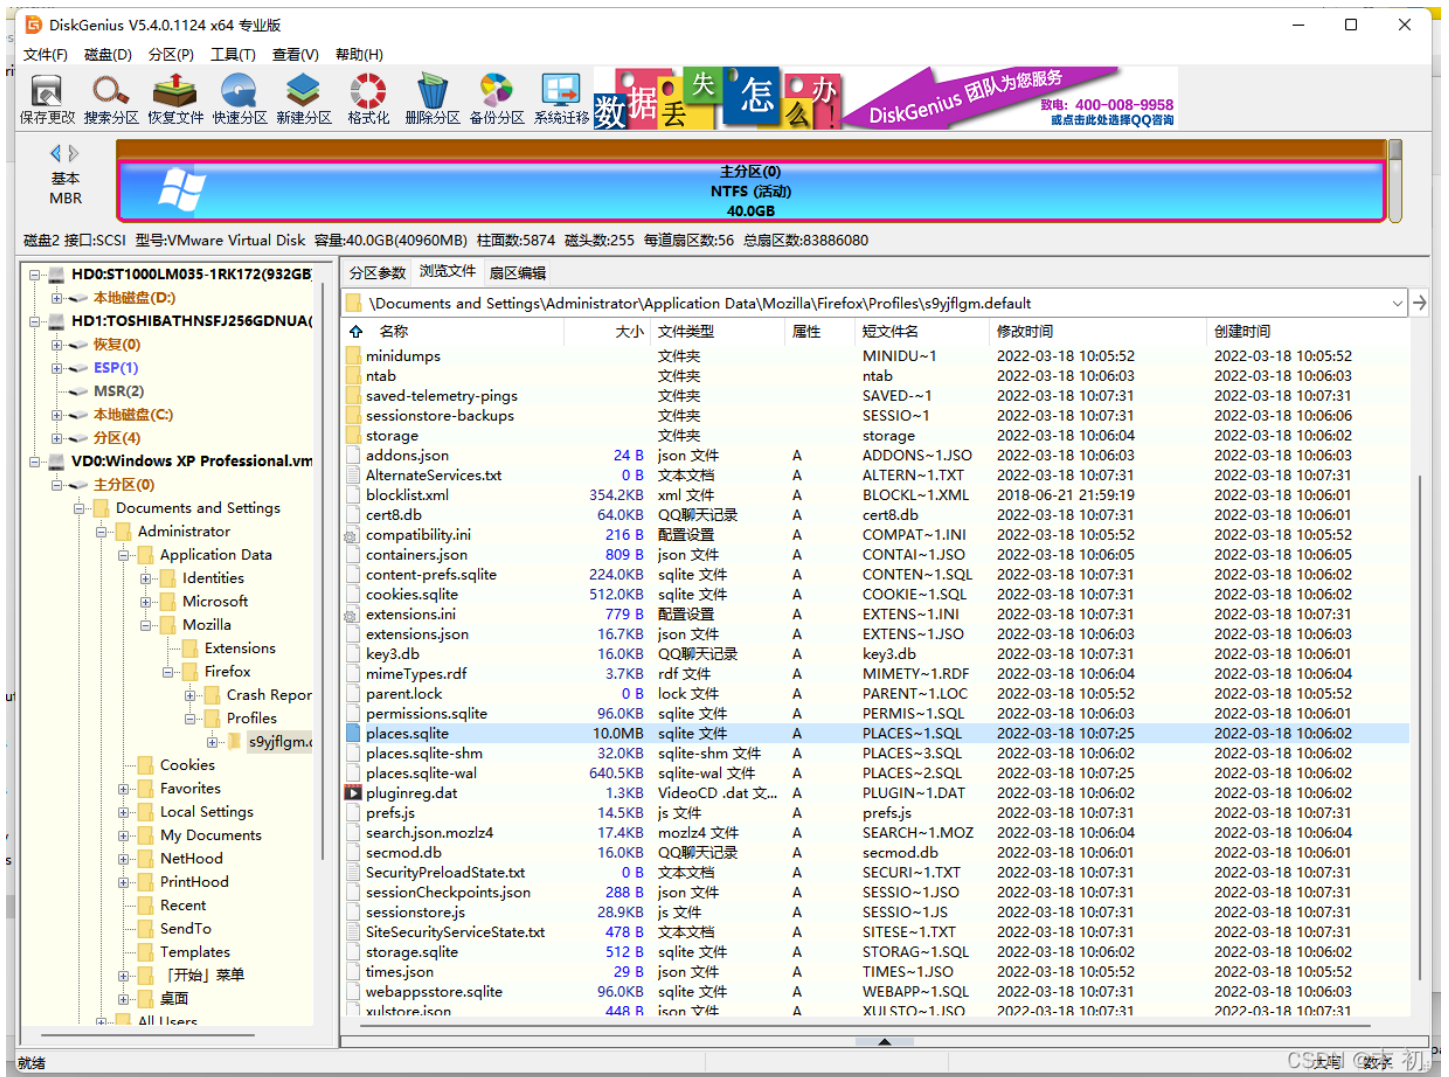 DiskGenius V5.4.0.1124 x64 专业版
文件(F) 磁盘(D) 分区(P) 工具(T) 查看(V) 帮助(H)
保存更改 搜索分区 恢复文件 快速分区 新建分区 格式化 删除分区 备份分区 系统迁移
数据丢失怎么办!
DiskGenius 团队为您服务
致电：400-008-9958
或点击此处选择QQ咨询
基本
MBR
主分区(0)
NTFS (活动)
40.0GB
磁盘2 接口:SCSI 型号:VMware Virtual Disk 容量:40.0GB(40960MB) 柱面数:5874 磁头数:255 每道扇区数:56 总扇区数:83886080
HD0:ST1000LM035-1RK172(932GB)
本地磁盘(D:)
HD1:TOSHIBATHNSFJ256GDNUA(
恢复(0)
ESP(1)
MSR(2)
本地磁盘(C:)
分区(4)
VD0:Windows XP Professional.vm
主分区(0)
Documents and Settings
Administrator
Application Data
Identities
Microsoft
Mozilla
Extensions
Firefox
Crash Repor
Profiles
s9yjflgm.d
Cookies
Favorites
Local Settings
My Documents
NetHood
PrintHood
Recent
SendTo
Templates
「开始」菜单
桌面
All Users
分区参数 浏览文件 扇区编辑
\Documents and Settings\Administrator\Application Data\Mozilla\Firefox\Profiles\s9yjflgm.default
名称 大小 文件类型 属性 短文件名 修改时间 创建时间
minidumps 文件夹 MINIDU~1 2022-03-18 10:05:52 2022-03-18 10:05:52
ntab 文件夹 ntab 2022-03-18 10:06:03 2022-03-18 10:06:03
saved-telemetry-pings 文件夹 SAVED-~1 2022-03-18 10:07:31 2022-03-18 10:07:31
sessionstore-backups 文件夹 SESSIO~1 2022-03-18 10:07:31 2022-03-18 10:06:06
storage 文件夹 storage 2022-03-18 10:06:04 2022-03-18 10:06:02
addons.json 24 B json 文件 A ADDONS~1.JSO 2022-03-18 10:06:03 2022-03-18 10:06:03
AlternateServices.txt 0 B 文本文档 A ALTERN~1.TXT 2022-03-18 10:07:31 2022-03-18 10:07:31
blocklist.xml 354.2KB xml 文件 A BLOCKL~1.XML 2018-06-21 21:59:19 2022-03-18 10:06:01
cert8.db 64.0KB QQ聊天记录 A cert8.db 2022-03-18 10:07:31 2022-03-18 10:06:02
compatibility.ini 216 B 配置设置 A COMPAT~1.INI 2022-03-18 10:05:52 2022-03-18 10:05:52
containers.json 809 B json 文件 A CONTAI~1.JSO 2022-03-18 10:06:05 2022-03-18 10:06:05
content-prefs.sqlite 224.0KB sqlite 文件 A CONTEN~1.SQL 2022-03-18 10:07:31 2022-03-18 10:06:02
cookies.sqlite 512.0KB sqlite 文件 A COOKIE~1.SQL 2022-03-18 10:07:31 2022-03-18 10:06:02
extensions.ini 779 B 配置设置 A EXTENS~1.INI 2022-03-18 10:07:31 2022-03-18 10:07:31
extensions.json 16.7KB json 文件 A EXTENS~1.JSO 2022-03-18 10:06:03 2022-03-18 10:06:03
key3.db 16.0KB QQ聊天记录 A key3.db 2022-03-18 10:07:31 2022-03-18 10:06:01
mimeTypes.rdf 3.7KB rdf 文件 A MIMETY~1.RDF 2022-03-18 10:06:04 2022-03-18 10:06:04
parent.lock 0 B lock 文件 A PARENT~1.LOC 2022-03-18 10:05:52 2022-03-18 10:05:52
permissions.sqlite 96.0KB sqlite 文件 A PERMIS~1.SQL 2022-03-18 10:06:03 2022-03-18 10:06:01
places.sqlite 10.0MB sqlite 文件 A PLACES~1.SQL 2022-03-18 10:07:25 2022-03-18 10:06:02
places.sqlite-shm 32.0KB sqlite-shm 文件 A PLACES~3.SQL 2022-03-18 10:06:02 2022-03-18 10:06:02
places.sqlite-wal 640.5KB sqlite-wal 文件 A PLACES~2.SQL 2022-03-18 10:07:25 2022-03-18 10:06:02
pluginreg.dat 1.3KB VideoCD .dat 文... A PLUGIN~1.DAT 2022-03-18 10:06:02 2022-03-18 10:06:02
prefs.js 14.5KB js 文件 A prefs.js 2022-03-18 10:07:31 2022-03-18 10:07:31
search.json.mozlz4 17.4KB mozlz4 文件 A SEARCH~1.MOZ 2022-03-18 10:06:04 2022-03-18 10:06:04
secmod.db 16.0KB QQ聊天记录 A secmod.db 2022-03-18 10:06:01 2022-03-18 10:06:01
SecurityPreloadState.txt 0 B 文本文档 A SECURI~1.TXT 2022-03-18 10:07:31 2022-03-18 10:07:31
sessionCheckpoints.json 288 B json 文件 A SESSIO~1.JSO 2022-03-18 10:07:31 2022-03-18 10:07:31
sessionstore.js 28.9KB js 文件 A SESSIO~1.JS 2022-03-18 10:07:31 2022-03-18 10:07:31
SiteSecurityServiceState.txt 478 B 文本文档 A SITESE~1.TXT 2022-03-18 10:07:31 2022-03-18 10:07:31
storage.sqlite 512 B sqlite 文件 A STORAG~1.SQL 2022-03-18 10:06:02 2022-03-18 10:06:02
times.json 29 B json 文件 A TIMES~1.JSO 2022-03-18 10:05:52 2022-03-18 10:05:52
webappsstore.sqlite 96.0KB sqlite 文件 A WEBAPP~1.SQL 2022-03-18 10:07:31 2022-03-18 10:06:03
xulstore.json 448 B json 文件 A XULSTO~1.JSO 2022-03-18 10:07:31 2022-03-18 10:06:03
就绪
大写 数字
CSDN @末 初